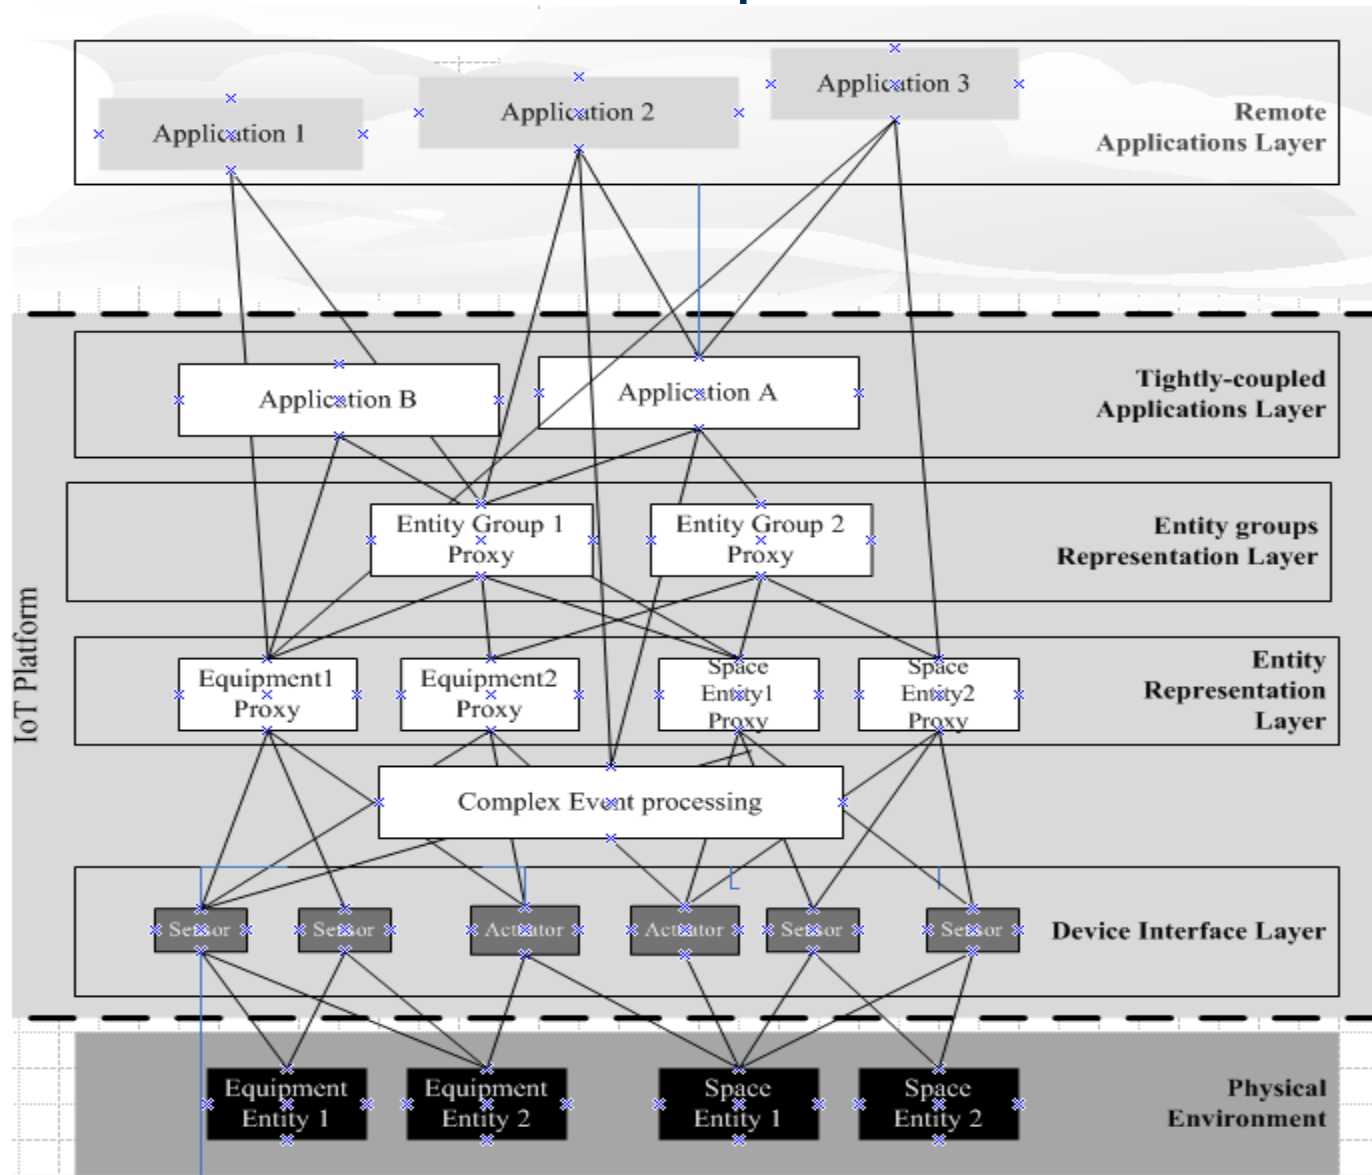 Application 1
Application 2
Application 3
Remote
Applications Layer
Application B
Application A
Tightly-coupled
Applications Layer
Entity Group 1
Proxy
Entity Group 2
Proxy
Entity groups
Representation Layer
IoT Platform
Equipment1
Proxy
Equipment2
Proxy
Space
Entity1
Proxy
Space
Entity2
Proxy
Entity
Representation
Layer
Complex Event processing
Sensor
Sensor
Actuator
Actuator
Sensor
Sensor
Device Interface Layer
Equipment
Entity 1
Equipment
Entity 2
Space
Entity 1
Space
Entity 2
Physical
Environment